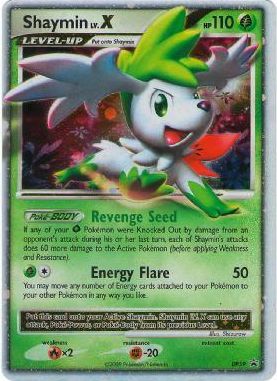 Shaymin LV.X
HP 110
LEVEL-UP Put onto Shaymin
Poké-BODY Revenge Seed
If any of your Pokémon were Knocked Out by damage from an
opponent's attack during his or her last turn, each of Shaymin's attacks
does 60 more damage to the Active Pokémon (before applying Weakness
and Resistance).
Energy Flare 50
You may move any number of Energy cards attached to your Pokémon to
your other Pokémon in any way you like.
Put this card onto your Active Shaymin. Shaymin LV.X can use any
attack, Poké-Power, or Poké-Body from its previous Level.
weakness resistance retreat cost
×2 -20
©2009 Pokémon/Nintendo DP39